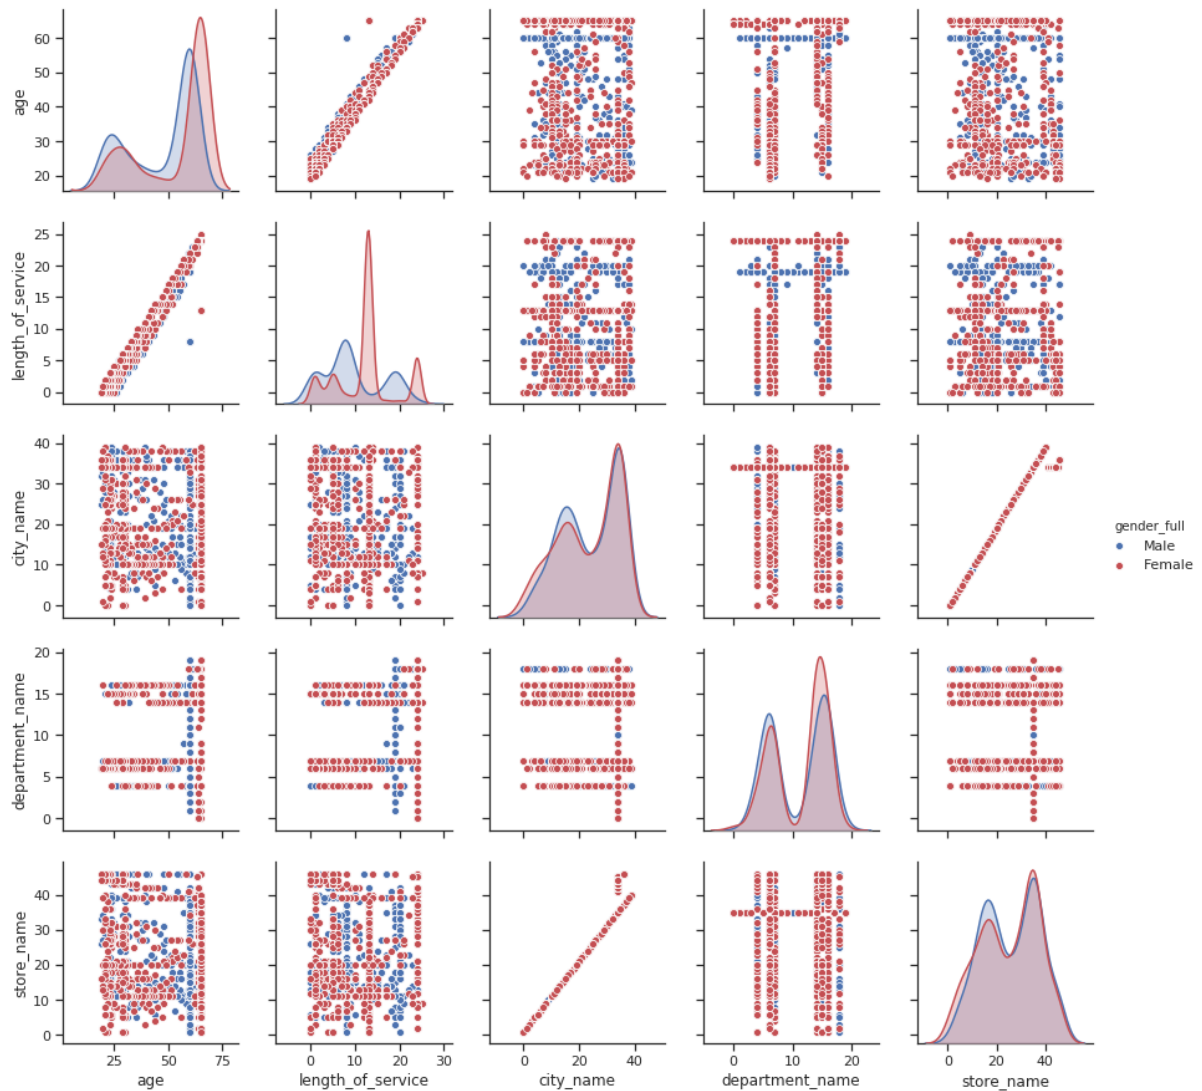 age
60
50
40
30
20
length_of_service
25
20
15
10
5
0
city_name
40
30
20
10
0
gender_full
Male
Female
department_name
20
15
10
5
0
store_name
40
30
20
10
0
25 50 75
0 10 20 30
0 20 40
0 10 20
0 20 40
age length_of_service city_name department_name store_name